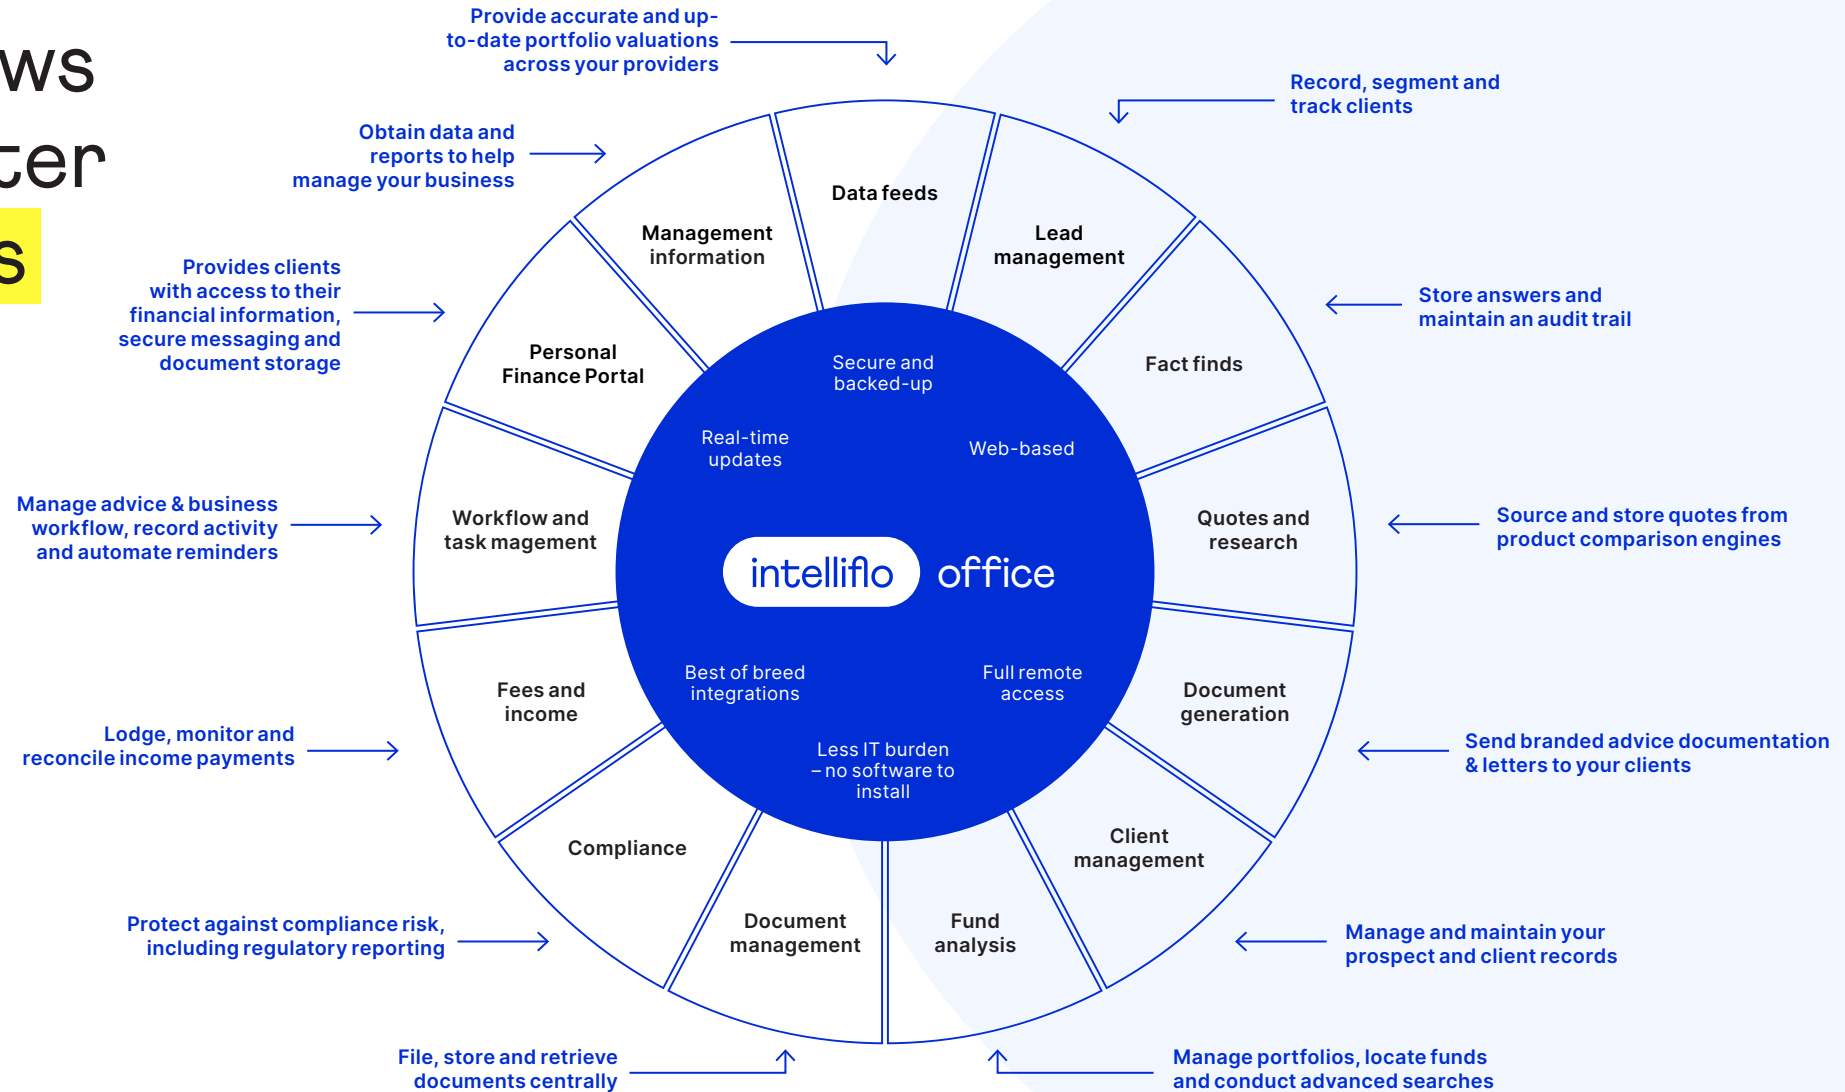 ws
ter
s
Provide accurate and up-
to-date portfolio valuations
across your providers
Record, segment and
track clients
Obtain data and
reports to help
manage your business
Provides clients
with access to their
financial information,
secure messaging and
document storage
Store answers and
maintain an audit trail
Manage advice & business
workflow, record activity
and automate reminders
Source and store quotes from
product comparison engines
Lodge, monitor and
reconcile income payments
Send branded advice documentation
& letters to your clients
Protect against compliance risk,
including regulatory reporting
Manage and maintain your
prospect and client records
File, store and retrieve
documents centrally
Manage portfolios, locate funds
and conduct advanced searches
Data feeds
Lead
management
Fact finds
Quotes and
research
Document
generation
Client
management
Fund
analysis
Document
management
Compliance
Fees and
income
Workflow and
task magement
Personal
Finance Portal
Management
information
Secure and
backed-up
Real-time
updates
Web-based
intelliflo office
Best of breed
integrations
Full remote
access
Less IT burden
– no software to
install